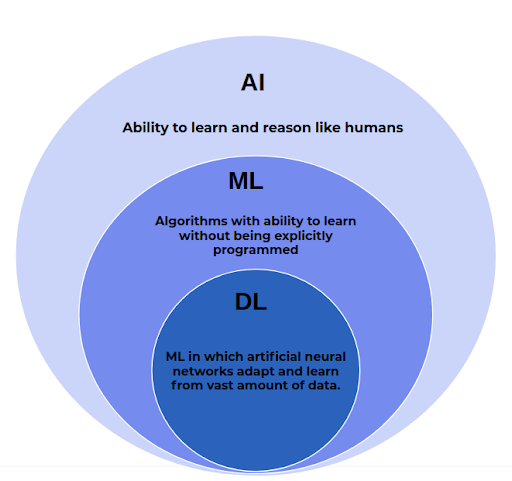 AI
Ability to learn and reason like humans
ML
Algorithms with ability to learn
without being explicitly
programmed
DL
ML in which artificial neural
networks adapt and learn
from vast amount of data.